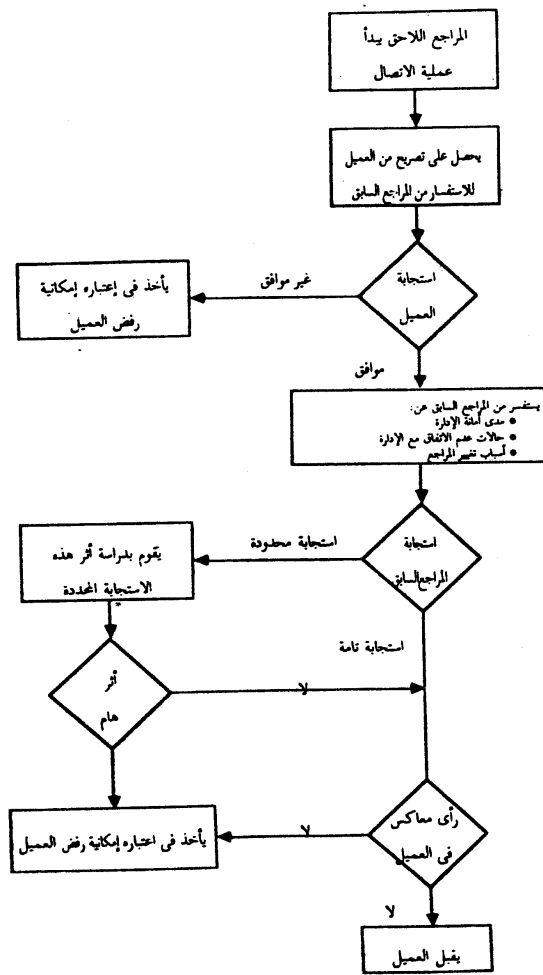 المراجع اللاحق يبدأ
عملية الاتصال
يحصل على تصريح من العميل
للاستفسار من المراجع السابق
استجابة
العميل
غير موافق
يأخذ فى إعتباره إمكانية
رفض العميل
موافق
يستفسر من المراجع السابق عن:
• مدى أمانة الإدارة
• حالات عدم الاتفاق مع الإدارة
• أسباب تغيير المراجع
استجابة
المراجع السابق
استجابة محدودة
يقوم بدراسة أثر هذه
الاستجابة المحددة
استجابة تامة
أثر
هام
لا
رأى معاكس
فى العميل
لا
يأخذ فى اعتباره إمكانية رفض العميل
لا
يقبل العميل